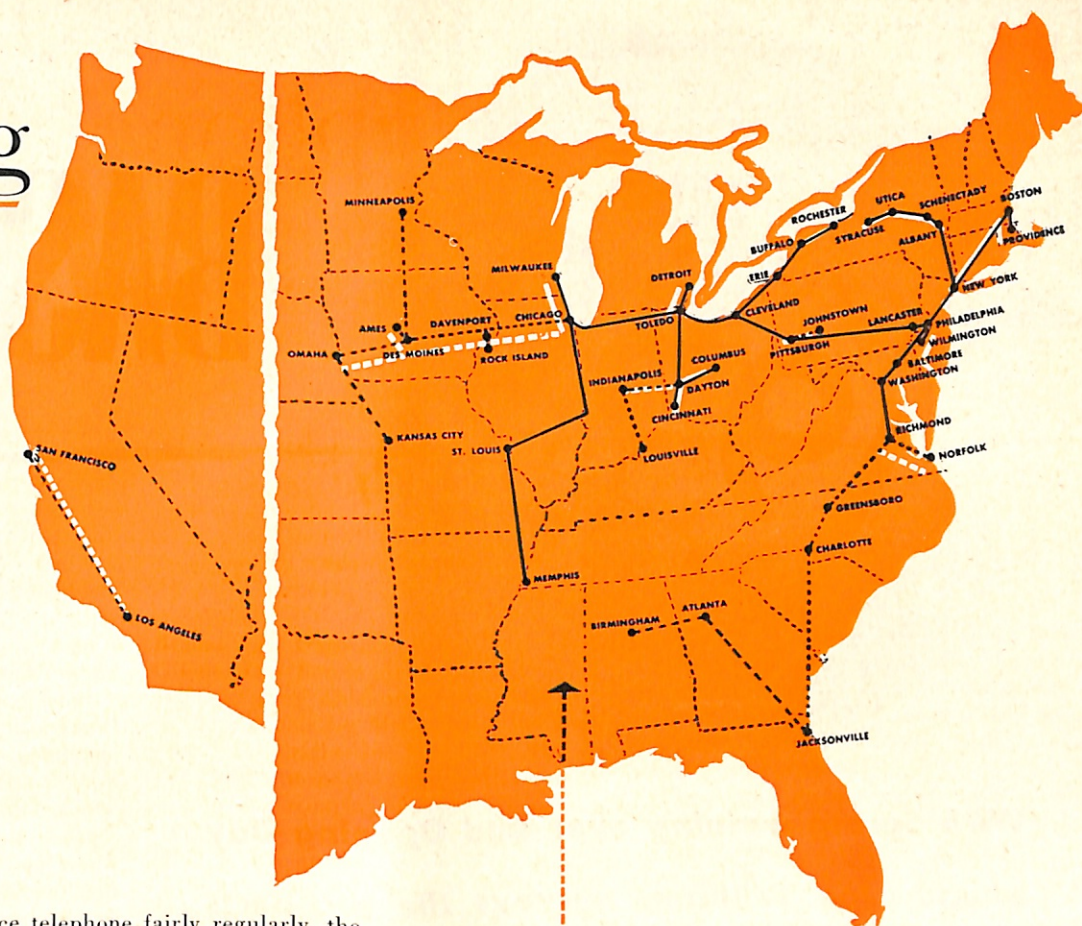 g
MINNEAPOLIS
MILWAUKEE
DETROIT
ROCHESTER
UTICA
SCHENECTADY
BOSTON
BUFFALO
SYRACUSE
ALBANY
PROVIDENCE
ERIE
NEW YORK
AMES
DAVENPORT
CHICAGO
TOLEDO
CLEVELAND
JOHNSTOWN
LANCASTER
PHILADELPHIA
OMAHA
DES MOINES
ROCK ISLAND
PITTSBURGH
WILMINGTON
COLUMBUS
BALTIMORE
INDIANAPOLIS
DAYTON
WASHINGTON
CINCINNATI
KANSAS CITY
ST. LOUIS
LOUISVILLE
RICHMOND
SAN FRANCISCO
NORFOLK
GREENSBORO
CHARLOTTE
MEMPHIS
LOS ANGELES
BIRMINGHAM
ATLANTA
JACKSONVILLE
ce telephone fairly regularly, the